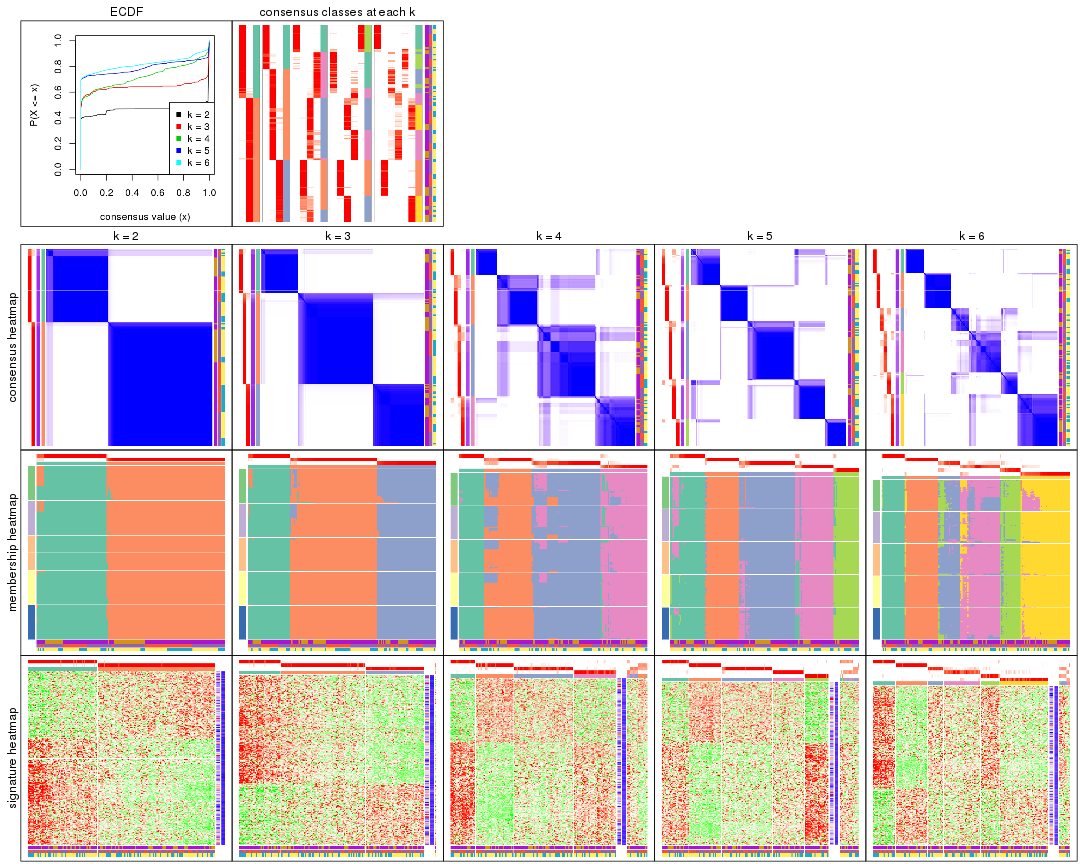 ECDF
consensus classes at each k
P(X <= x)
0.0
0.2
0.4
0.6
0.8
1.0
k = 2
k = 3
k = 4
k = 5
k = 6
0.0 0.2 0.4 0.6 0.8 1.0
consensus value (x)
k = 2
k = 3
k = 4
k = 5
k = 6
consensus heatmap
membership heatmap
signature heatmap